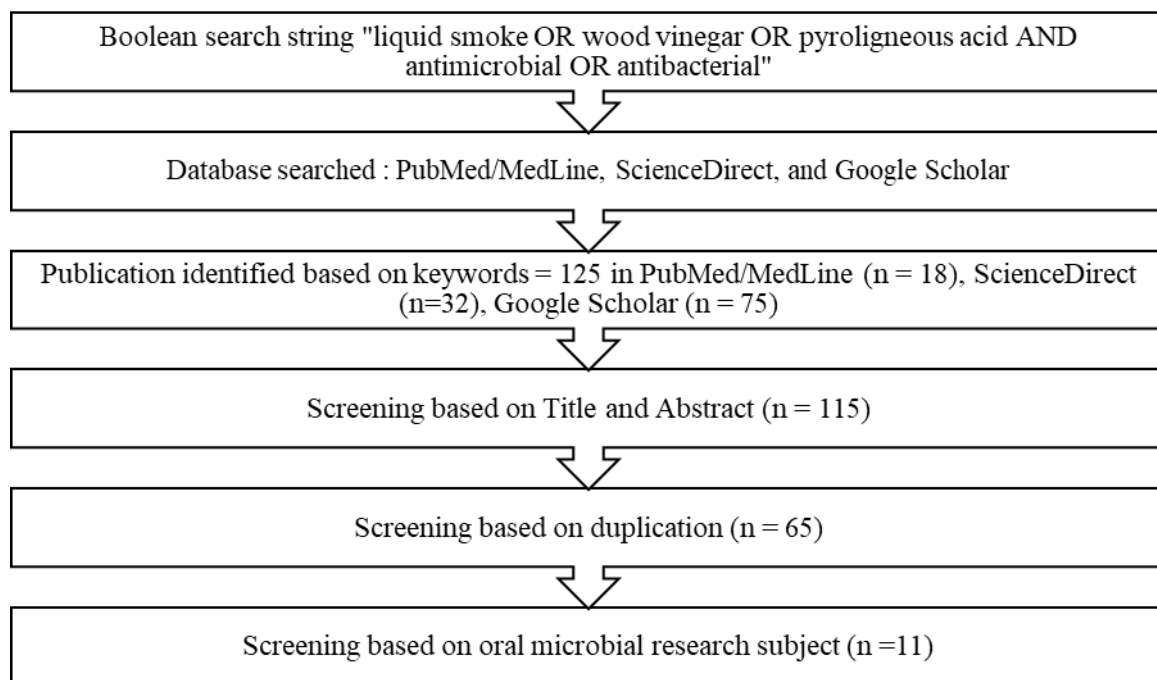 Boolean search string "liquid smoke OR wood vinegar OR pyroligneous acid AND
antimicrobial OR antibacterial"
Database searched : PubMed/MedLine, ScienceDirect, and Google Scholar
Publication identified based on keywords = 125 in PubMed/MedLine (n = 18), ScienceDirect
(n=32), Google Scholar (n = 75)
Screening based on Title and Abstract (n = 115)
Screening based on duplication (n = 65)
Screening based on oral microbial research subject (n =11)